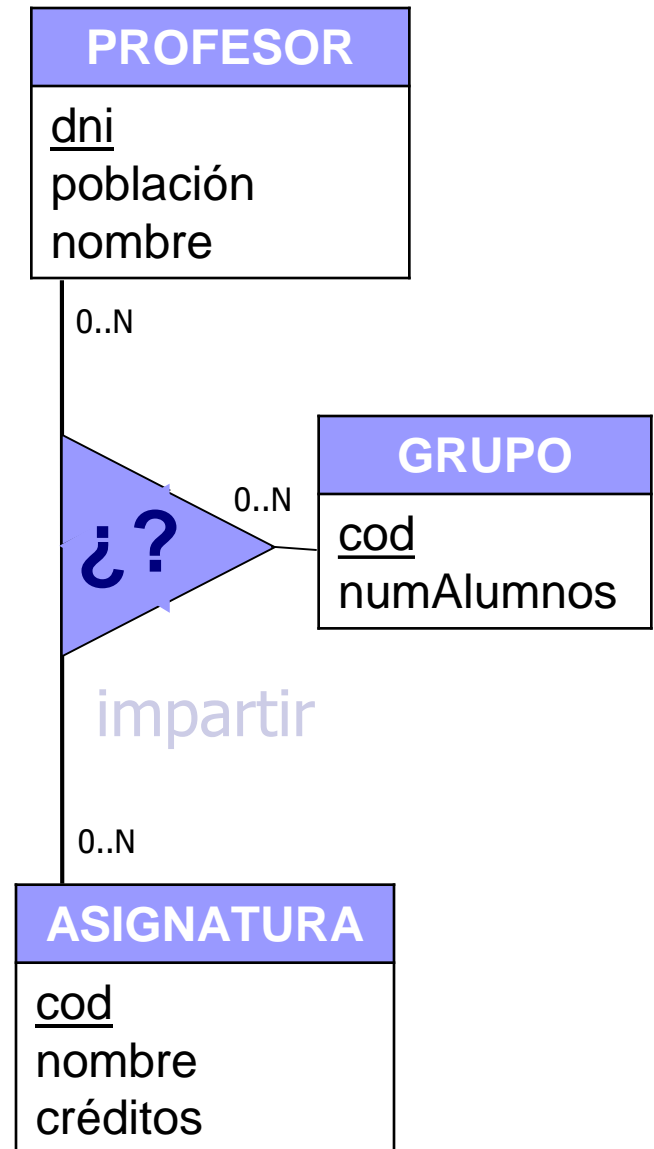 PROFESOR
dni
población
nombre
0..N
GRUPO
0..N
cod
¿?
numAlumnos
impartir
0..N
ASIGNATURA
cod
nombre
créditos